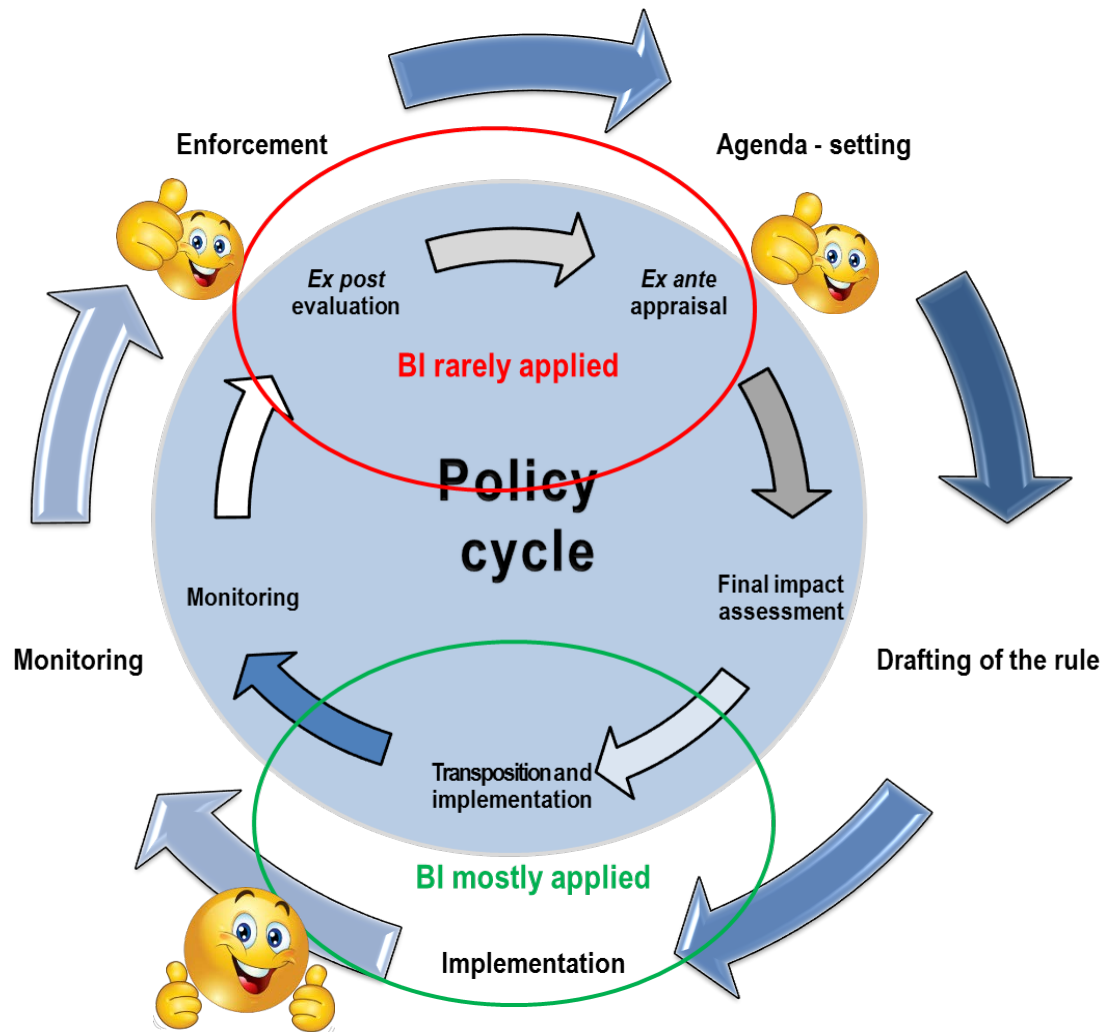 Enforcement
Agenda - setting
Ex post
evaluation
Ex ante
appraisal
BI rarely applied
Policy
cycle
Monitoring
Final impact
assessment
Monitoring
Drafting of the rule
Transposition and
implementation
BI mostly applied
Implementation